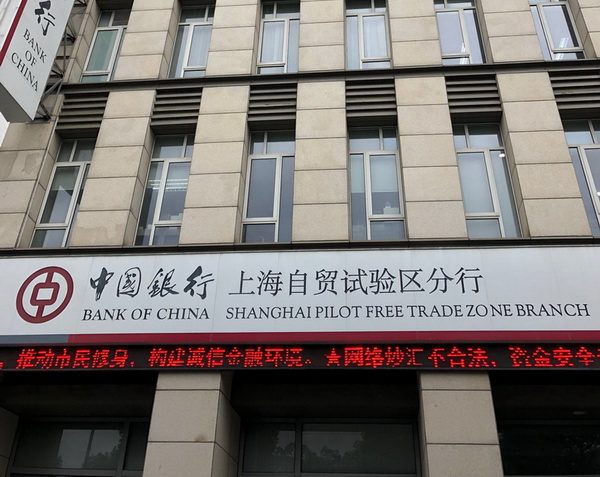 行
BANK
OF
CHINA
中國銀行 上海自贸试验区分行
BANK OF CHINA SHANGHAI PILOT FREE TRADE ZONE BRANCH
，推动市民修身，构建诚信金融环境。★网络炒汇不合法，资金安全